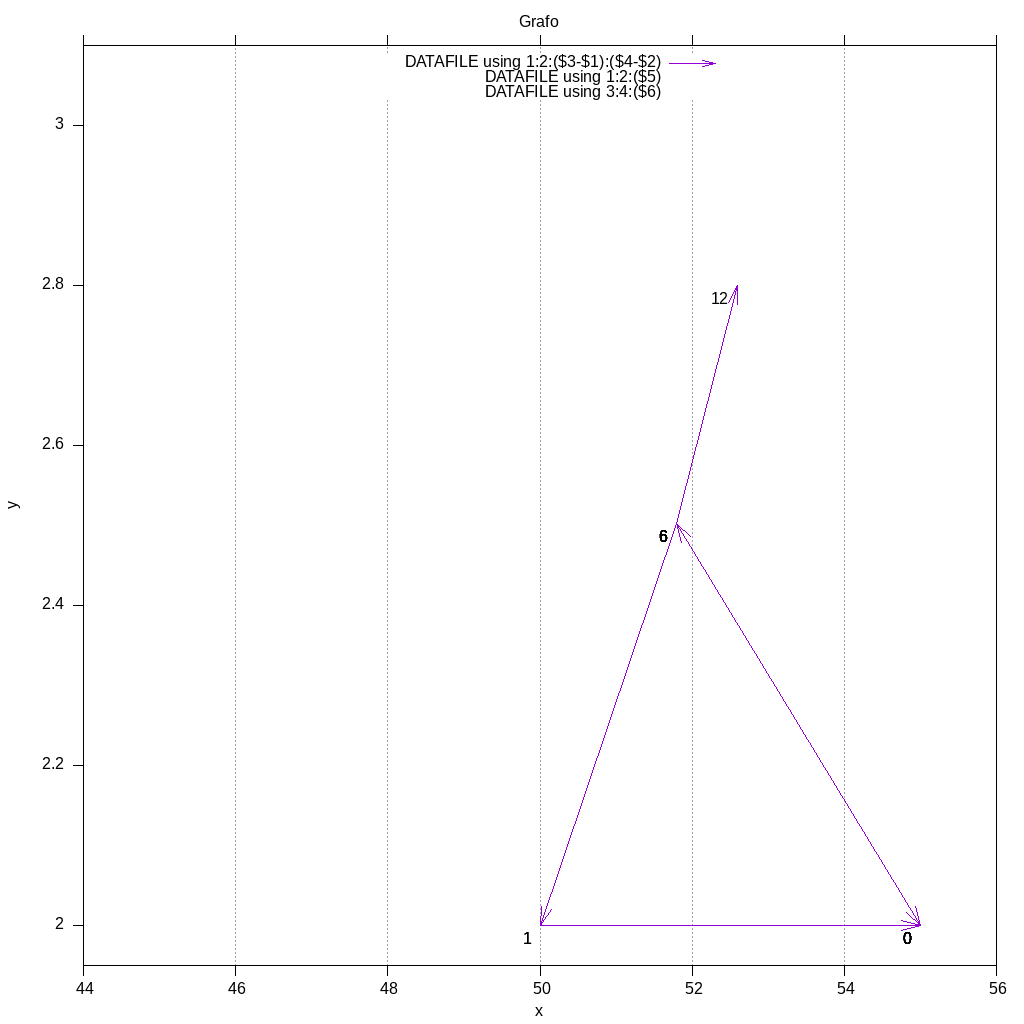 Grafo
DATAFILE using 1:2:($3-$1):($4-$2)
DATAFILE using 1:2:($5)
DATAFILE using 3:4:($6)
3
2.8
12
2.6
y
6
2.4
2.2
2
1
0
44 46 48 50 52 54 56
x